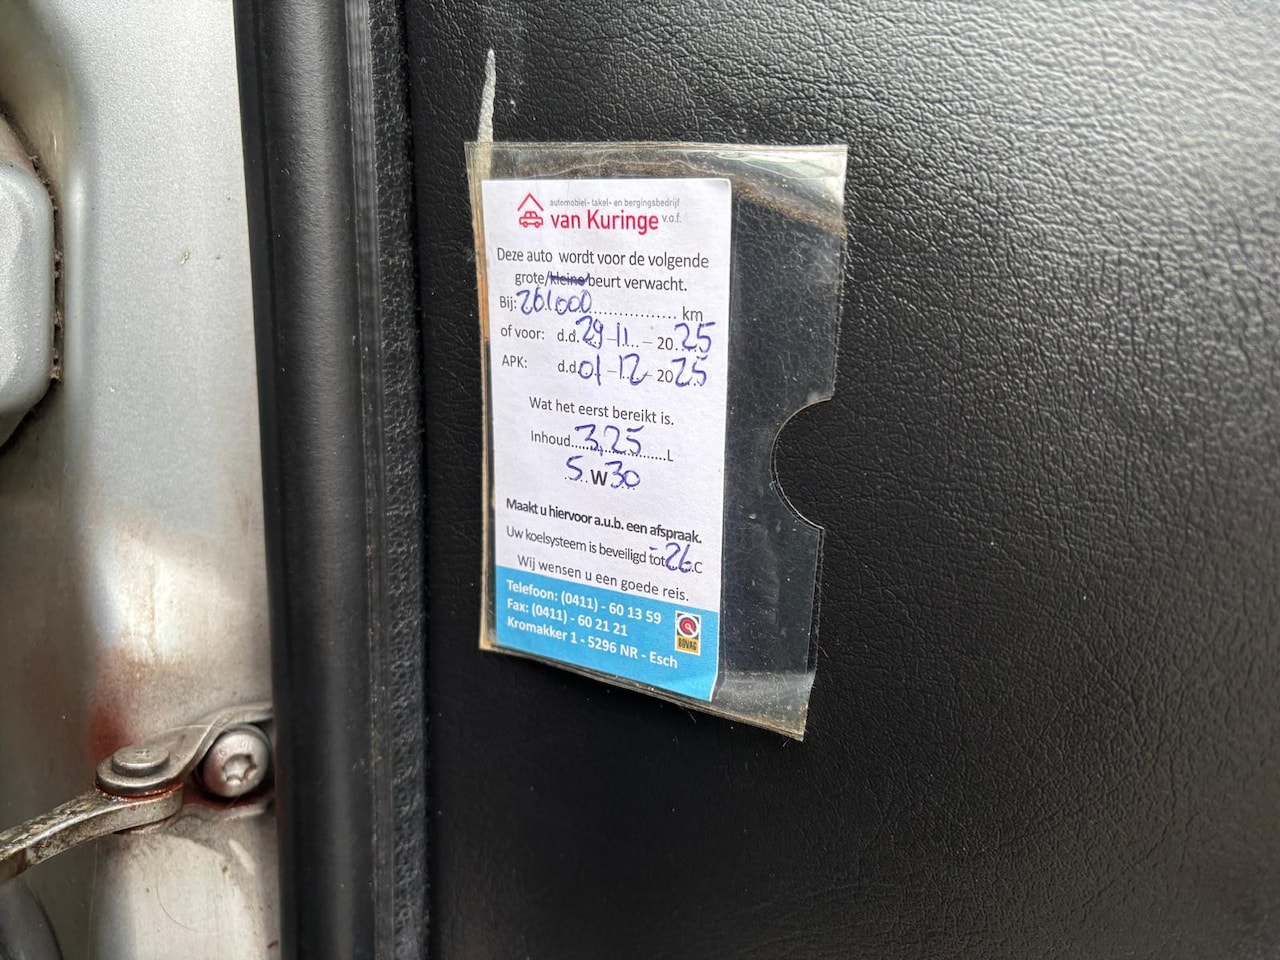 automobiel- takel- en bergingsbedrijf
van Kuringe v.o.f.
Deze auto wordt voor de volgende
grote/kleine beurt verwacht.
Bij: 261000 km
of voor: d.d. 29-11-2025
APK: d.d. 01-12-2025
Wat het eerst bereikt is.
Inhoud 3,25 L
5 W 30
Maakt u hiervoor a.u.b. een afspraak.
Uw koelsysteem is beveiligd tot -26 C
Wij wensen u een goede reis.
Telefoon: (0411) - 60 13 59
Fax: (0411) - 60 21 21
Kromakker 1 - 5296 NR - Esch
BOVAG